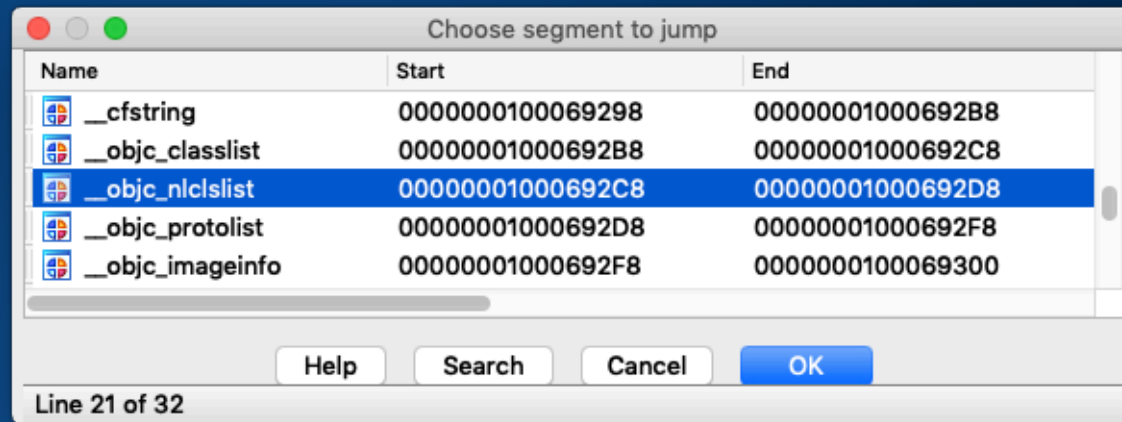 Choose segment to jump
Name Start End
__cfstring 0000000100069298 00000001000692B8
__objc_classlist 00000001000692B8 00000001000692C8
__objc_nlclslist 00000001000692C8 00000001000692D8
__objc_protolist 00000001000692D8 00000001000692F8
__objc_imageinfo 00000001000692F8 0000000100069300
Help Search Cancel OK
Line 21 of 32